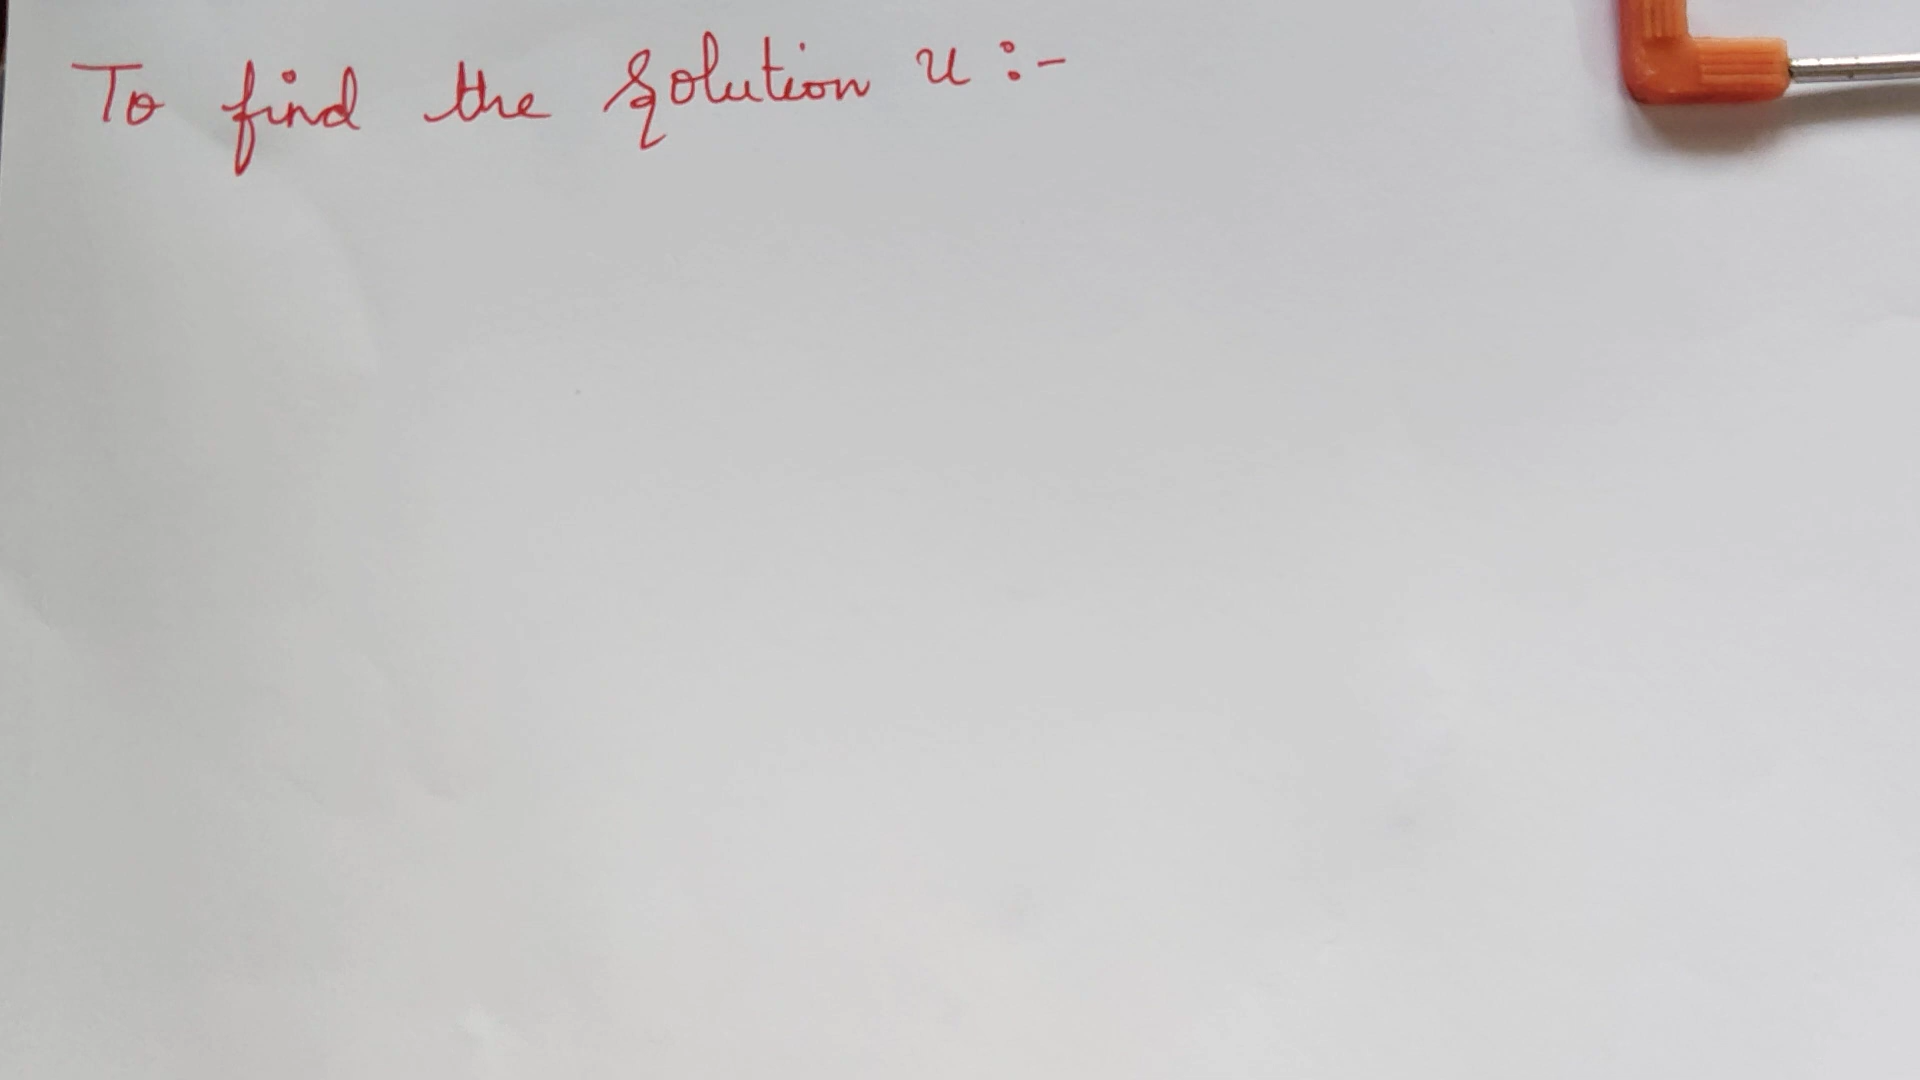 To find the Solution u :-